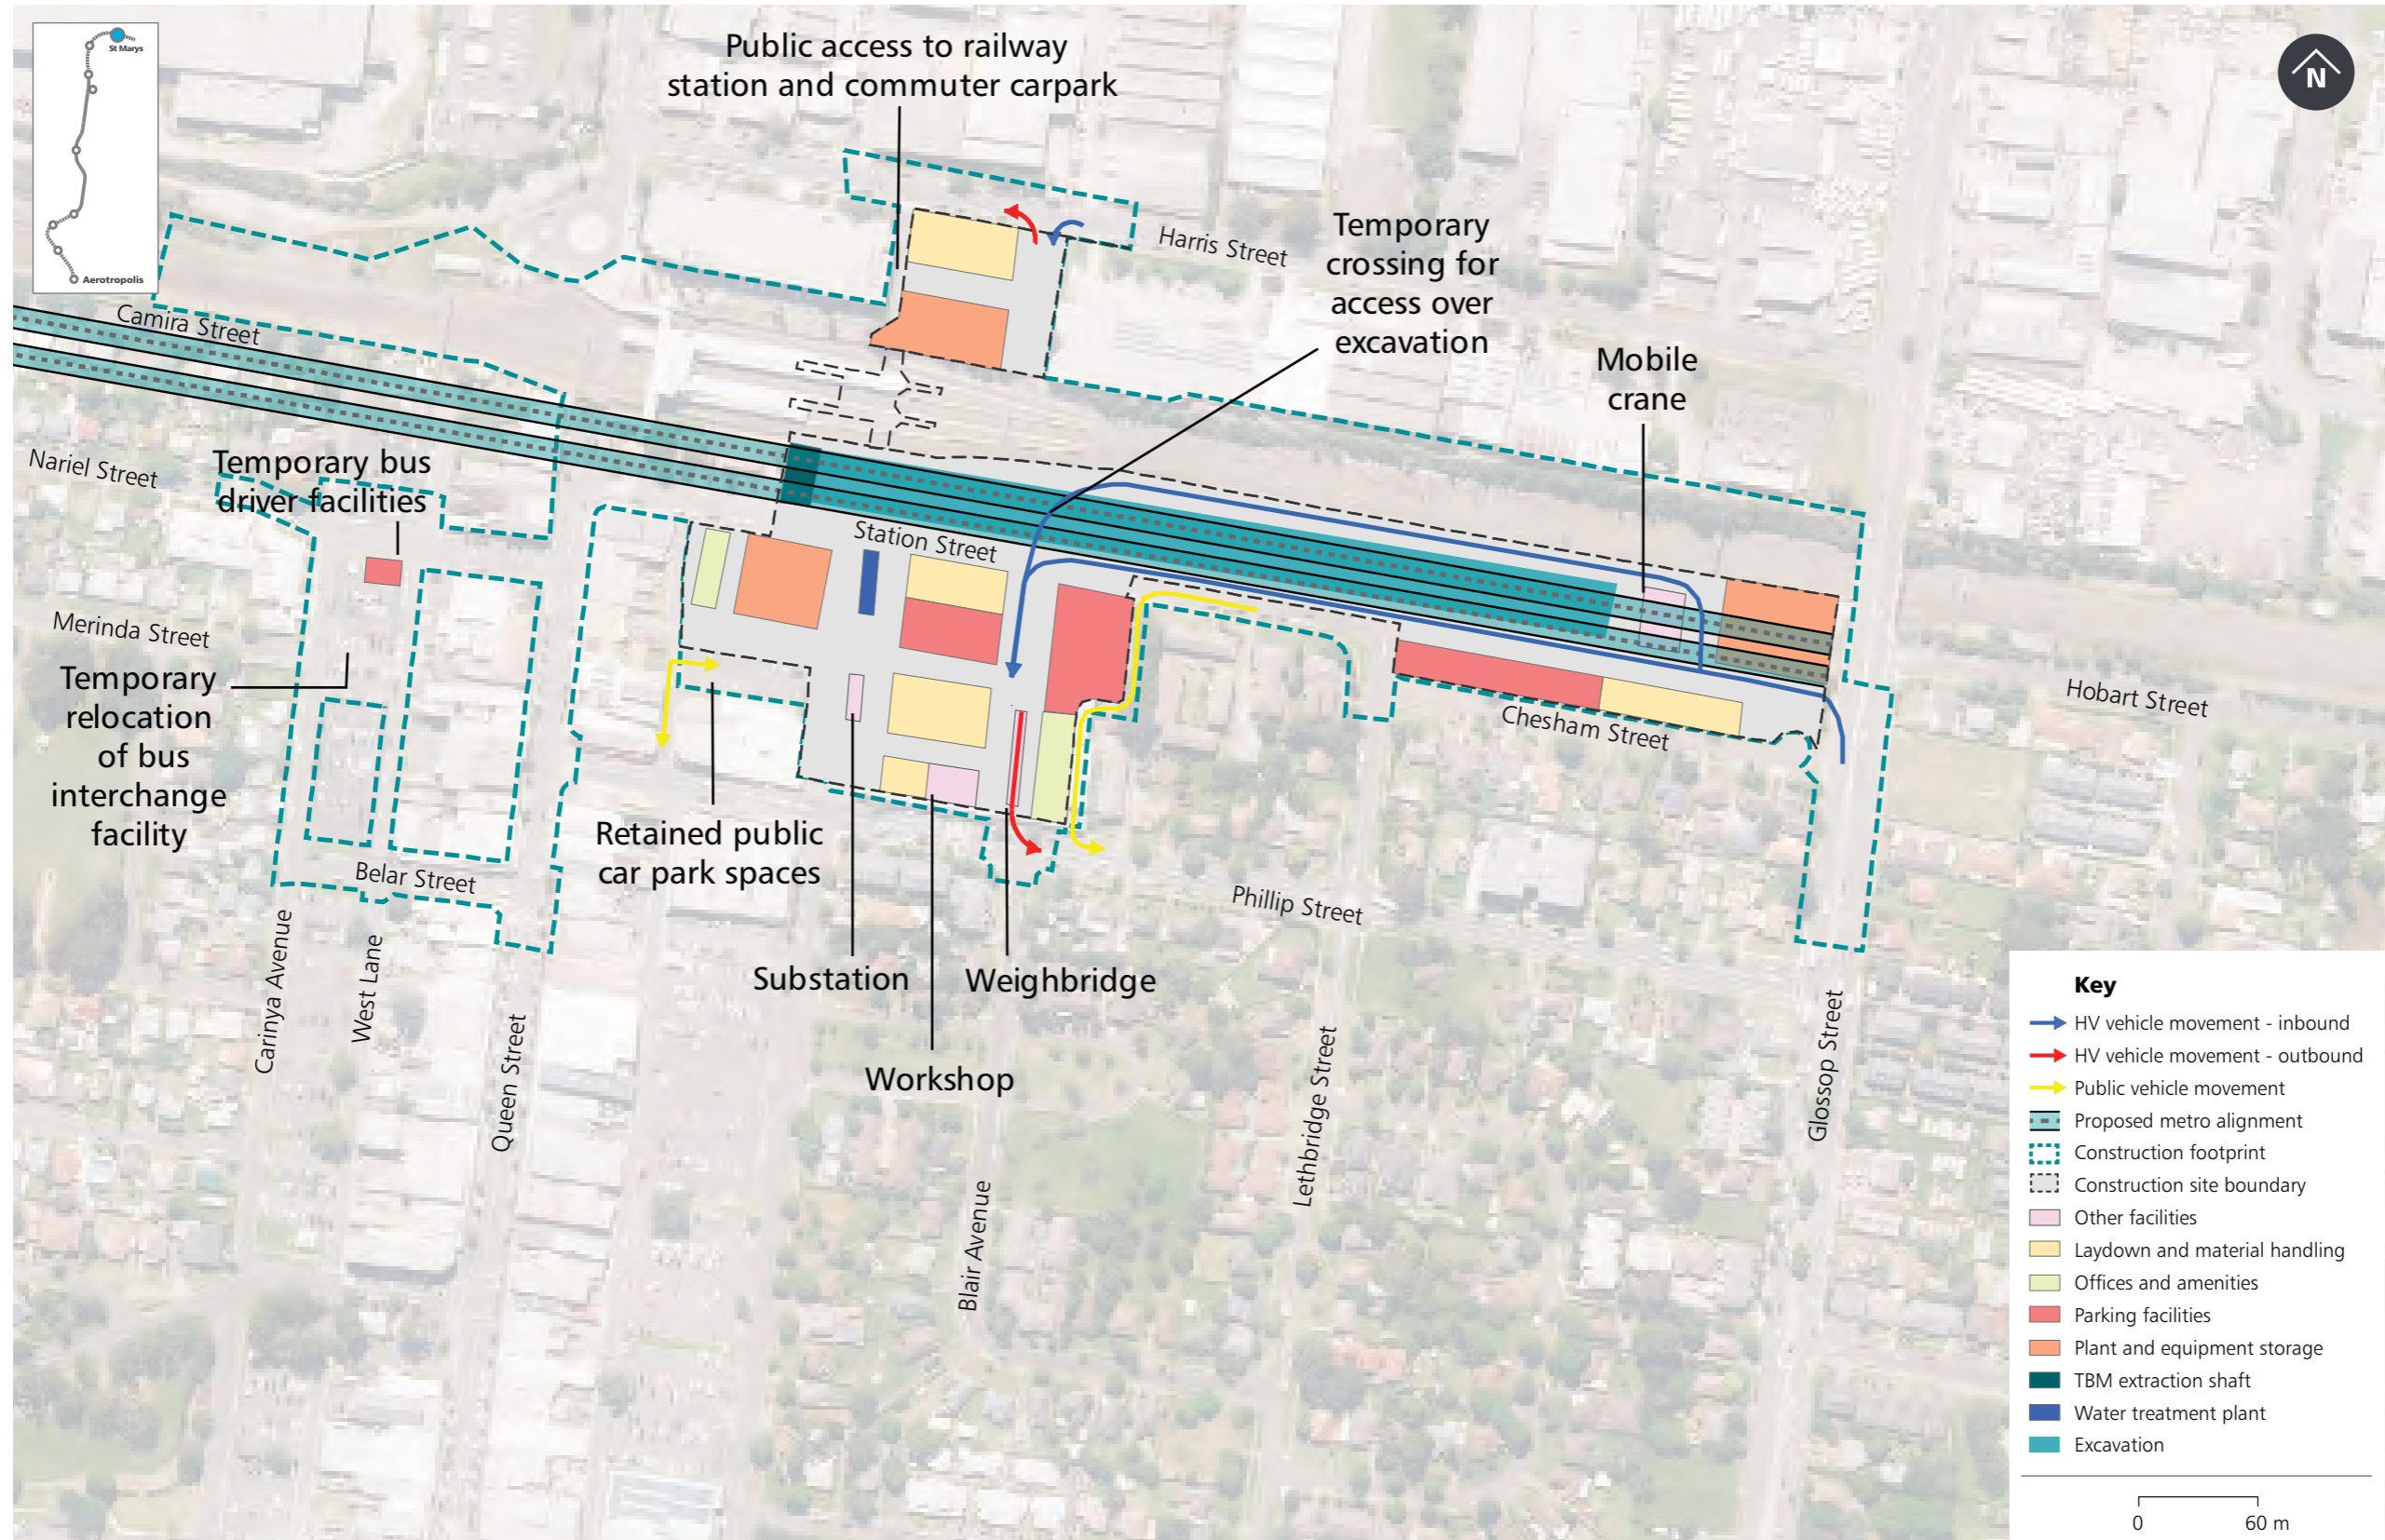 St Marys
Aerotropolis
Public access to railway
station and commuter carpark
N
Harris Street
Temporary
crossing for
access over
excavation
Mobile
crane
Camira Street
Nariel Street
Temporary bus
driver facilities
Station Street
Merinda Street
Temporary
relocation
of bus
interchange
facility
Hobart Street
Chesham Street
Retained public
car park spaces
Belar Street
Phillip Street
Substation
Weighbridge
Workshop
Carinya Avenue
West Lane
Queen Street
Blair Avenue
Lethbridge Street
Glossop Street
Key
HV vehicle movement - inbound
HV vehicle movement - outbound
Public vehicle movement
Proposed metro alignment
Construction footprint
Construction site boundary
Other facilities
Laydown and material handling
Offices and amenities
Parking facilities
Plant and equipment storage
TBM extraction shaft
Water treatment plant
Excavation
0 60 m